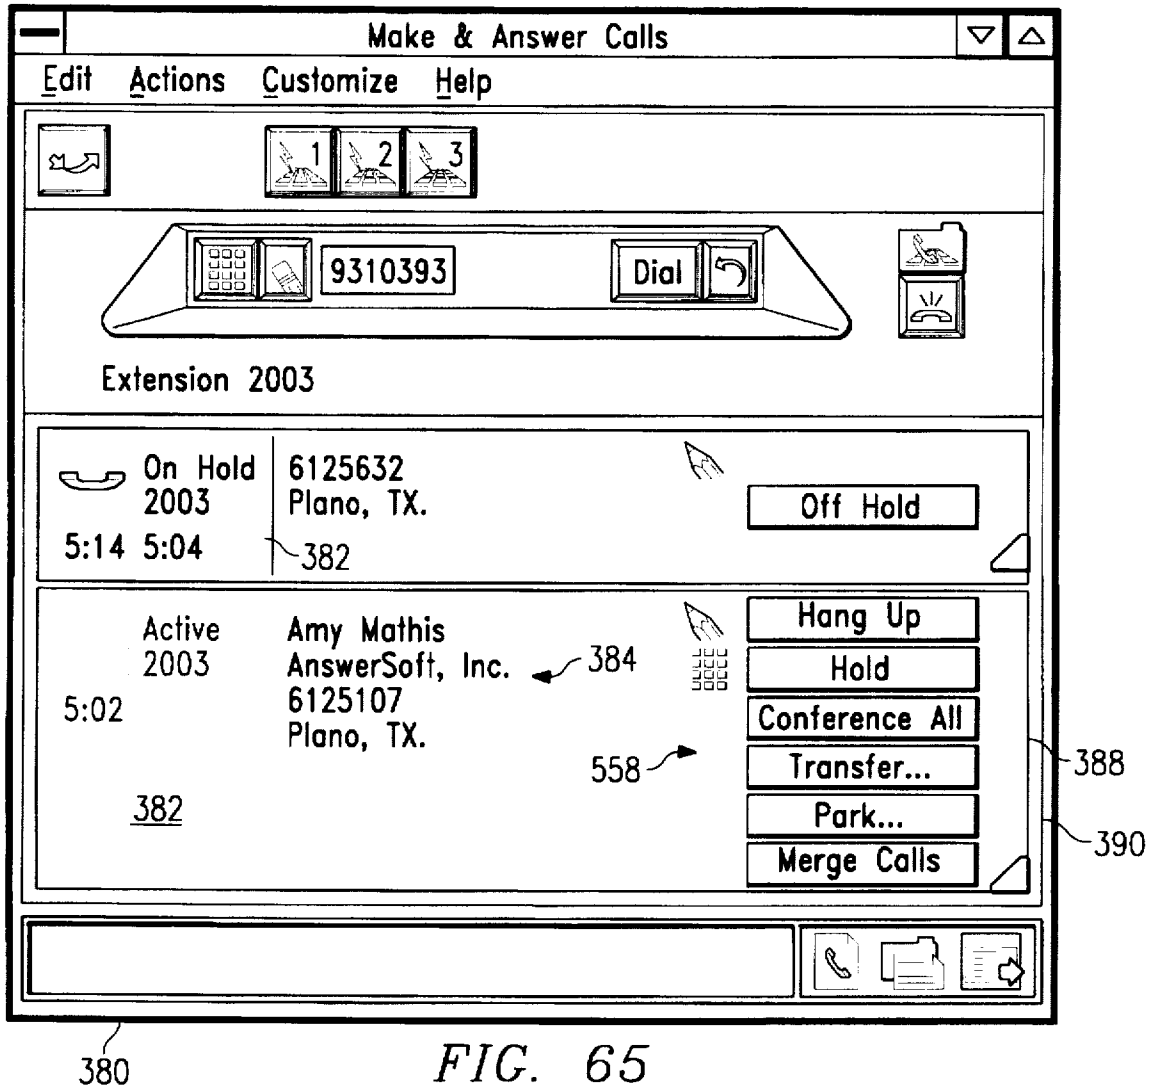 Make & Answer Calls
Edit Actions Customize Help
1 2 3
9310393 Dial
Extension 2003
On Hold 6125632
2003 Plano, TX.
Off Hold
5:14 5:04 382
Active Amy Mathis Hang Up
2003 AnswerSoft, Inc. 384 Hold
5:02 6125107 Conference All
Plano, TX.
558 Transfer... 388
382 Park... 390
Merge Calls
380 FIG. 65